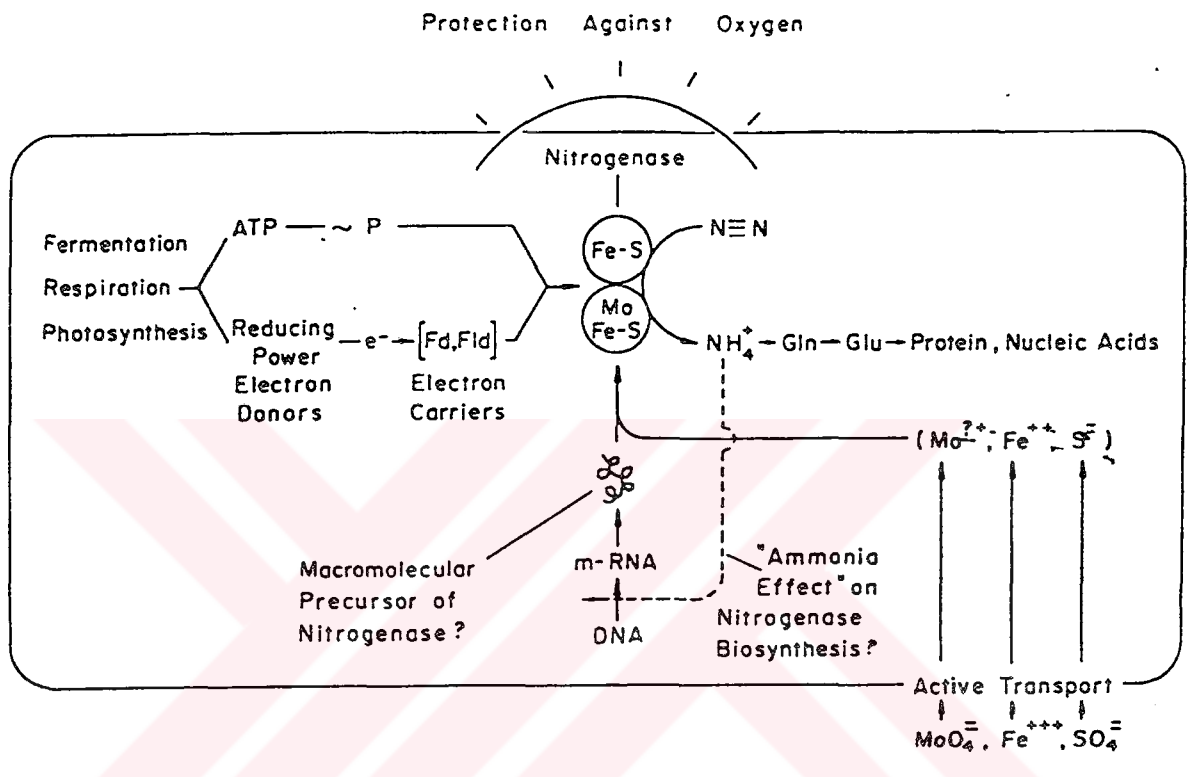 Protection Against Oxygen
Nitrogenase
ATP — ~ P
N≡N
Fermentation
Respiration
Photosynthesis
Fe-S
Mo
Fe-S
Reducing
Power
Electron
Donors
e⁻→[Fd,Fld]
Electron
Carriers
NH₄⁺→Gln→Glu→Protein, Nucleic Acids
(Mo?⁺, Fe⁺⁺, S⁼)
Macromolecular
Precursor of
Nitrogenase?
m-RNA
DNA
"Ammonia
Effect" on
Nitrogenase
Biosynthesis?
Active Transport
MoO₄⁼, Fe⁺⁺⁺, SO₄⁼